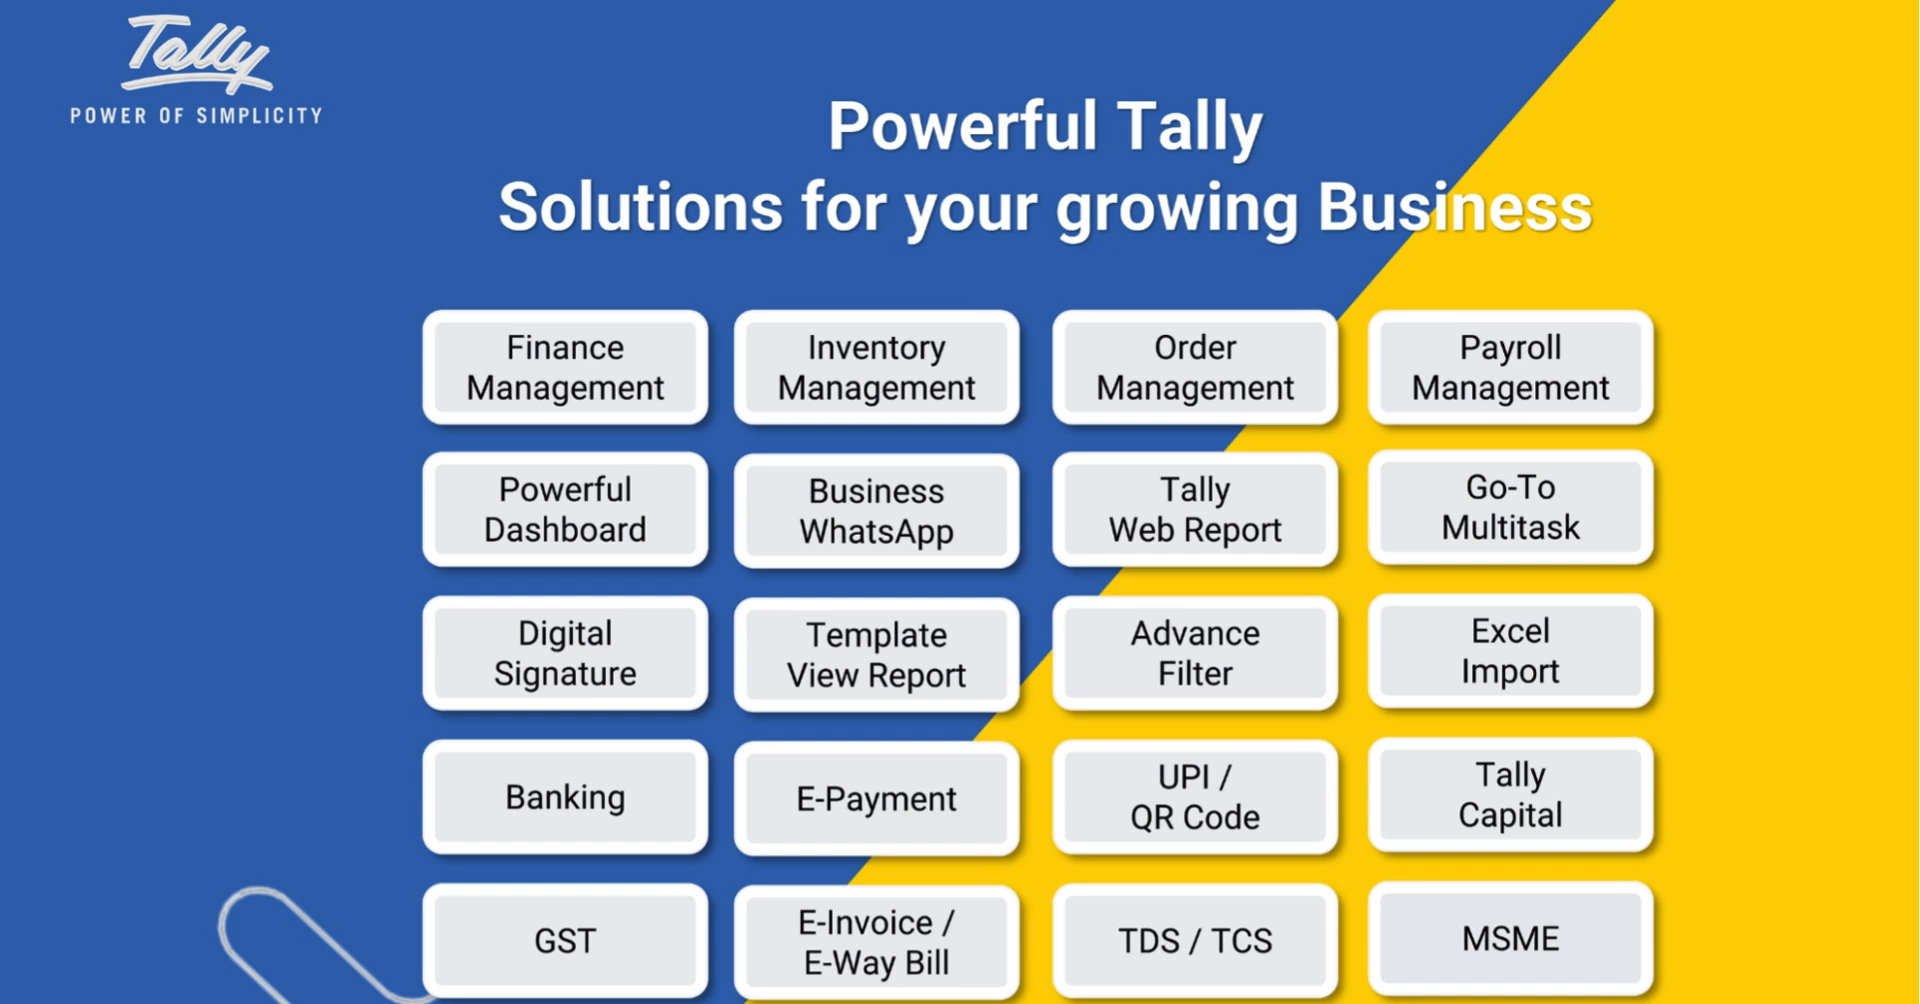 Tally
POWER OF SIMPLICITY
Powerful Tally
Solutions for your growing Business
Finance
Management
Inventory
Management
Order
Management
Payroll
Management
Powerful
Dashboard
Business
WhatsApp
Tally
Web Report
Go-To
Multitask
Digital
Signature
Template
View Report
Advance
Filter
Excel
Import
Banking
E-Payment
UPI /
QR Code
Tally
Capital
GST
E-Invoice /
E-Way Bill
TDS / TCS
MSME